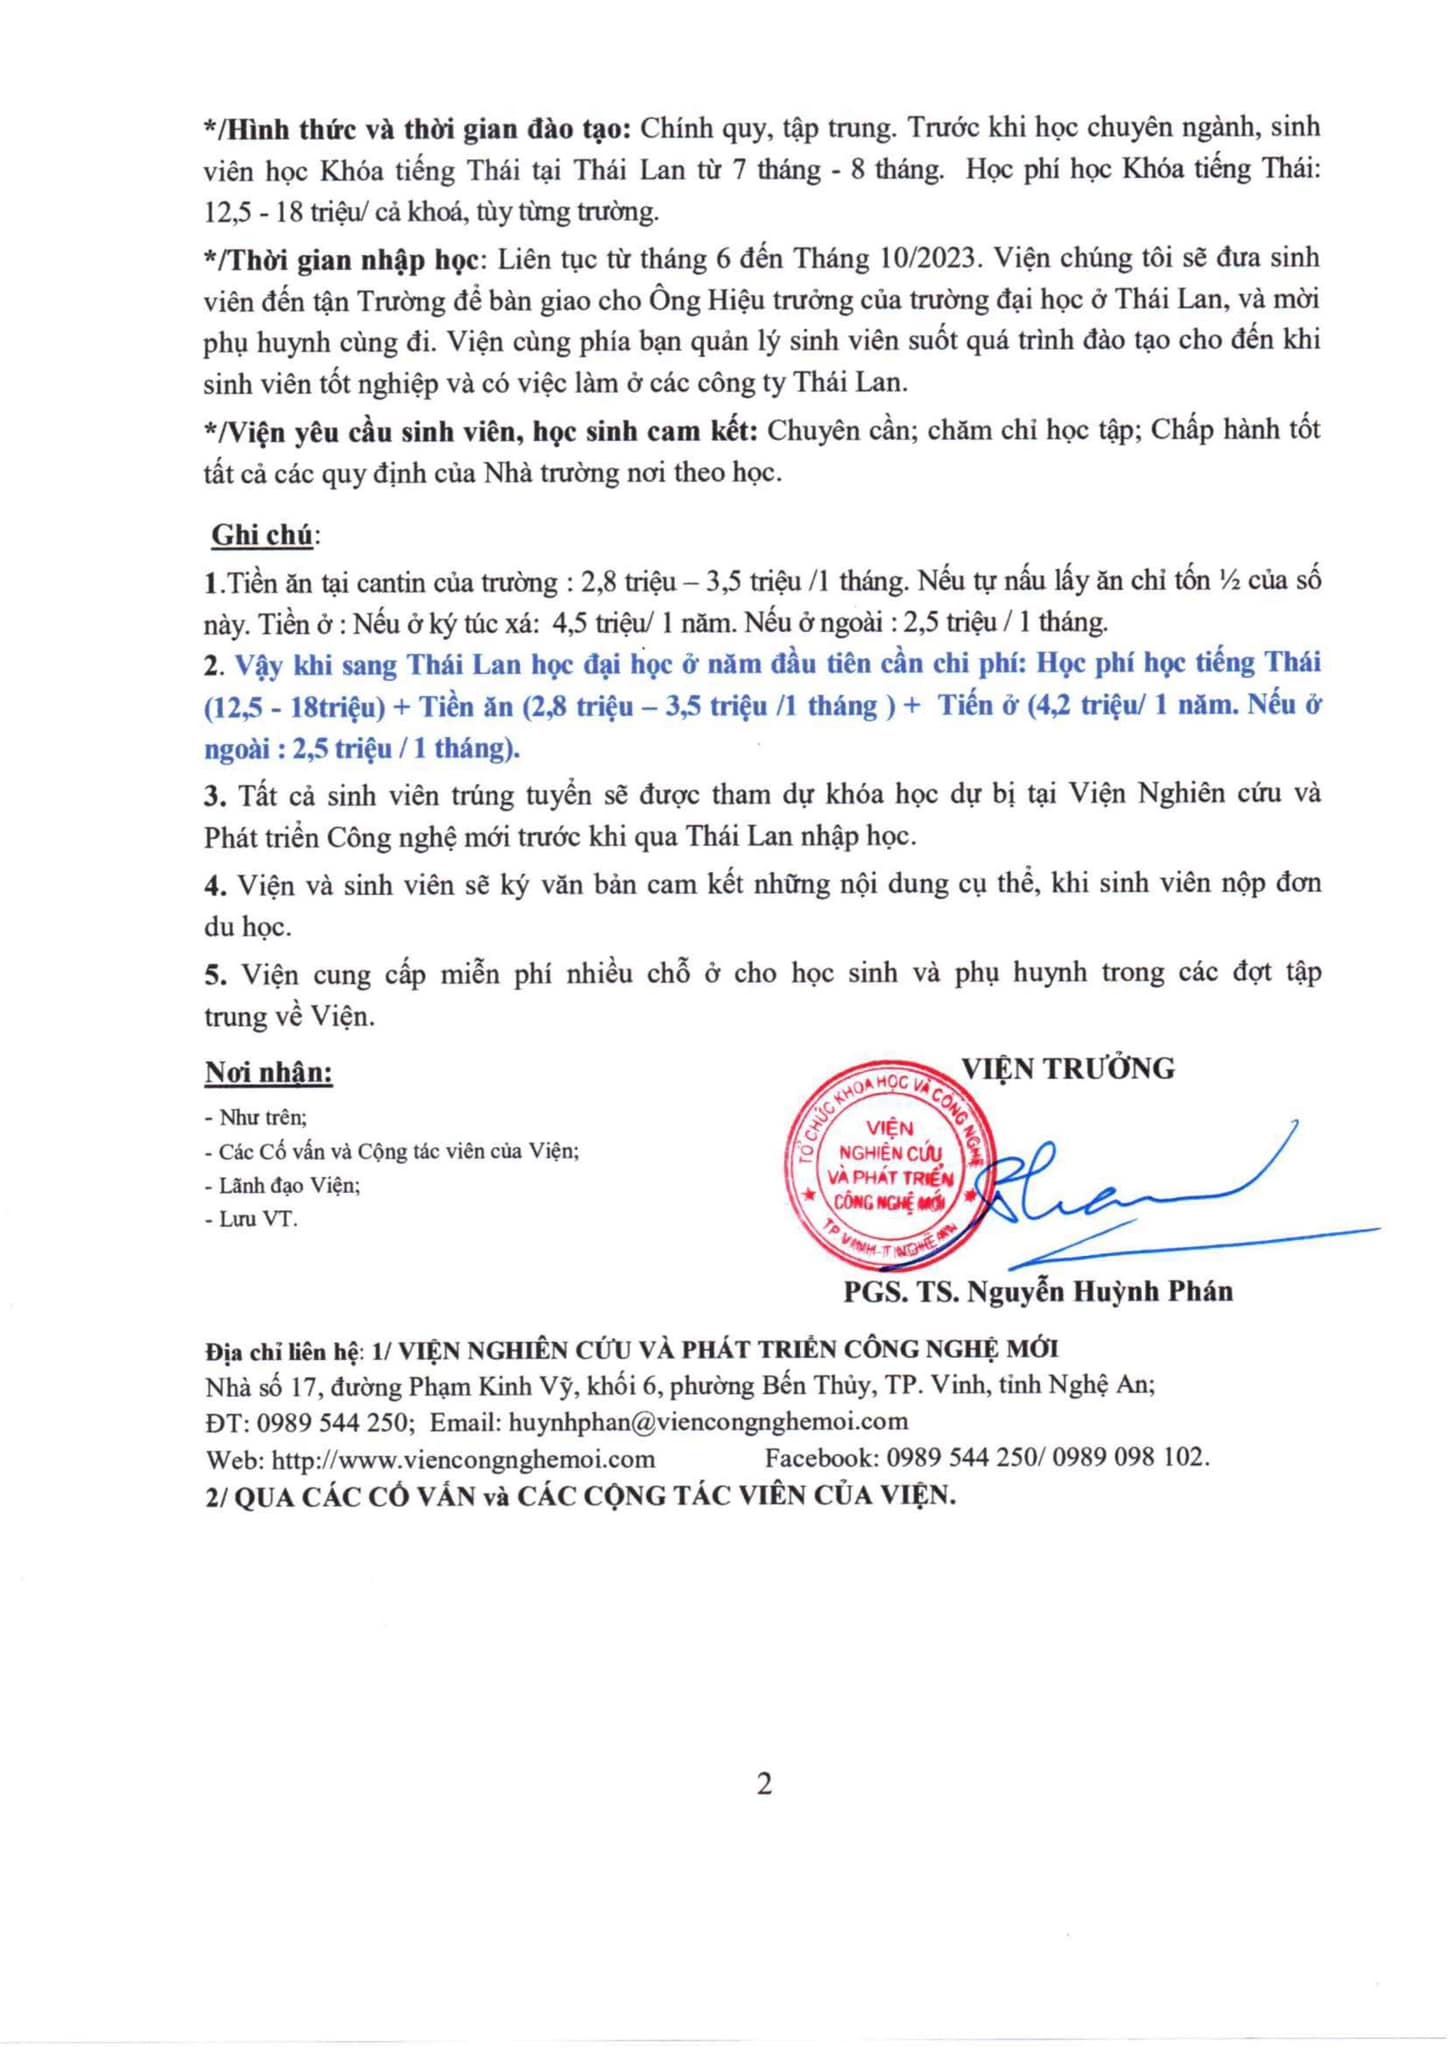 */Hình thức và thời gian đào tạo: Chính quy, tập trung. Trước khi học chuyên ngành, sinh
viên học Khóa tiếng Thái tại Thái Lan từ 7 tháng - 8 tháng. Học phí học Khóa tiếng Thái:
12,5 - 18 triệu/ cả khoá, tùy từng trường.
*/Thời gian nhập học: Liên tục từ tháng 6 đến Tháng 10/2023. Viện chúng tôi sẽ đưa sinh
viên đến tận Trường để bàn giao cho Ông Hiệu trưởng của trường đại học ở Thái Lan, và mời
phụ huynh cùng đi. Viện cùng phía bạn quản lý sinh viên suốt quá trình đào tạo cho đến khi
sinh viên tốt nghiệp và có việc làm ở các công ty Thái Lan.
*/Viện yêu cầu sinh viên, học sinh cam kết: Chuyên cần; chăm chỉ học tập; Chấp hành tốt
tất cả các quy định của Nhà trường nơi theo học.
Ghi chú:
1.Tiền ăn tại cantin của trường : 2,8 triệu – 3,5 triệu /1 tháng. Nếu tự nấu lấy ăn chỉ tốn ½ của số
này. Tiền ở : Nếu ở ký túc xá: 4,5 triệu/ 1 năm. Nếu ở ngoài : 2,5 triệu / 1 tháng.
2. Vậy khi sang Thái Lan học đại học ở năm đầu tiên cần chi phí: Học phí học tiếng Thái
(12,5 - 18triệu) + Tiền ăn (2,8 triệu – 3,5 triệu /1 tháng ) + Tiến ở (4,2 triệu/ 1 năm. Nếu ở
ngoài : 2,5 triệu / 1 tháng).
3. Tất cả sinh viên trúng tuyển sẽ được tham dự khóa học dự bị tại Viện Nghiên cứu và
Phát triển Công nghệ mới trước khi qua Thái Lan nhập học.
4. Viện và sinh viên sẽ ký văn bản cam kết những nội dung cụ thể, khi sinh viên nộp đơn
du học.
5. Viện cung cấp miễn phí nhiều chỗ ở cho học sinh và phụ huynh trong các đợt tập
trung về Viện.
Nơi nhận:
- Như trên;
- Các Cố vấn và Cộng tác viên của Viện;
- Lãnh đạo Viện;
- Lưu VT.
VIỆN TRƯỞNG
TỔ CHỨC KHOA HỌC VÀ CÔNG NGHỆ
VIỆN
NGHIÊN CỨU
VÀ PHÁT TRIỂN
CÔNG NGHỆ MỚI
TP VINH-T NGHỆ AN
PGS. TS. Nguyễn Huỳnh Phán
Địa chỉ liên hệ: 1/ VIỆN NGHIÊN CỨU VÀ PHÁT TRIỂN CÔNG NGHỆ MỚI
Nhà số 17, đường Phạm Kinh Vỹ, khối 6, phường Bến Thủy, TP. Vinh, tỉnh Nghệ An;
ĐT: 0989 544 250; Email: huynhphan@viencongnghemoi.com
Web: http://www.viencongnghemoi.com Facebook: 0989 544 250/ 0989 098 102.
2/ QUA CÁC CỐ VẤN và CÁC CỘNG TÁC VIÊN CỦA VIỆN.
2